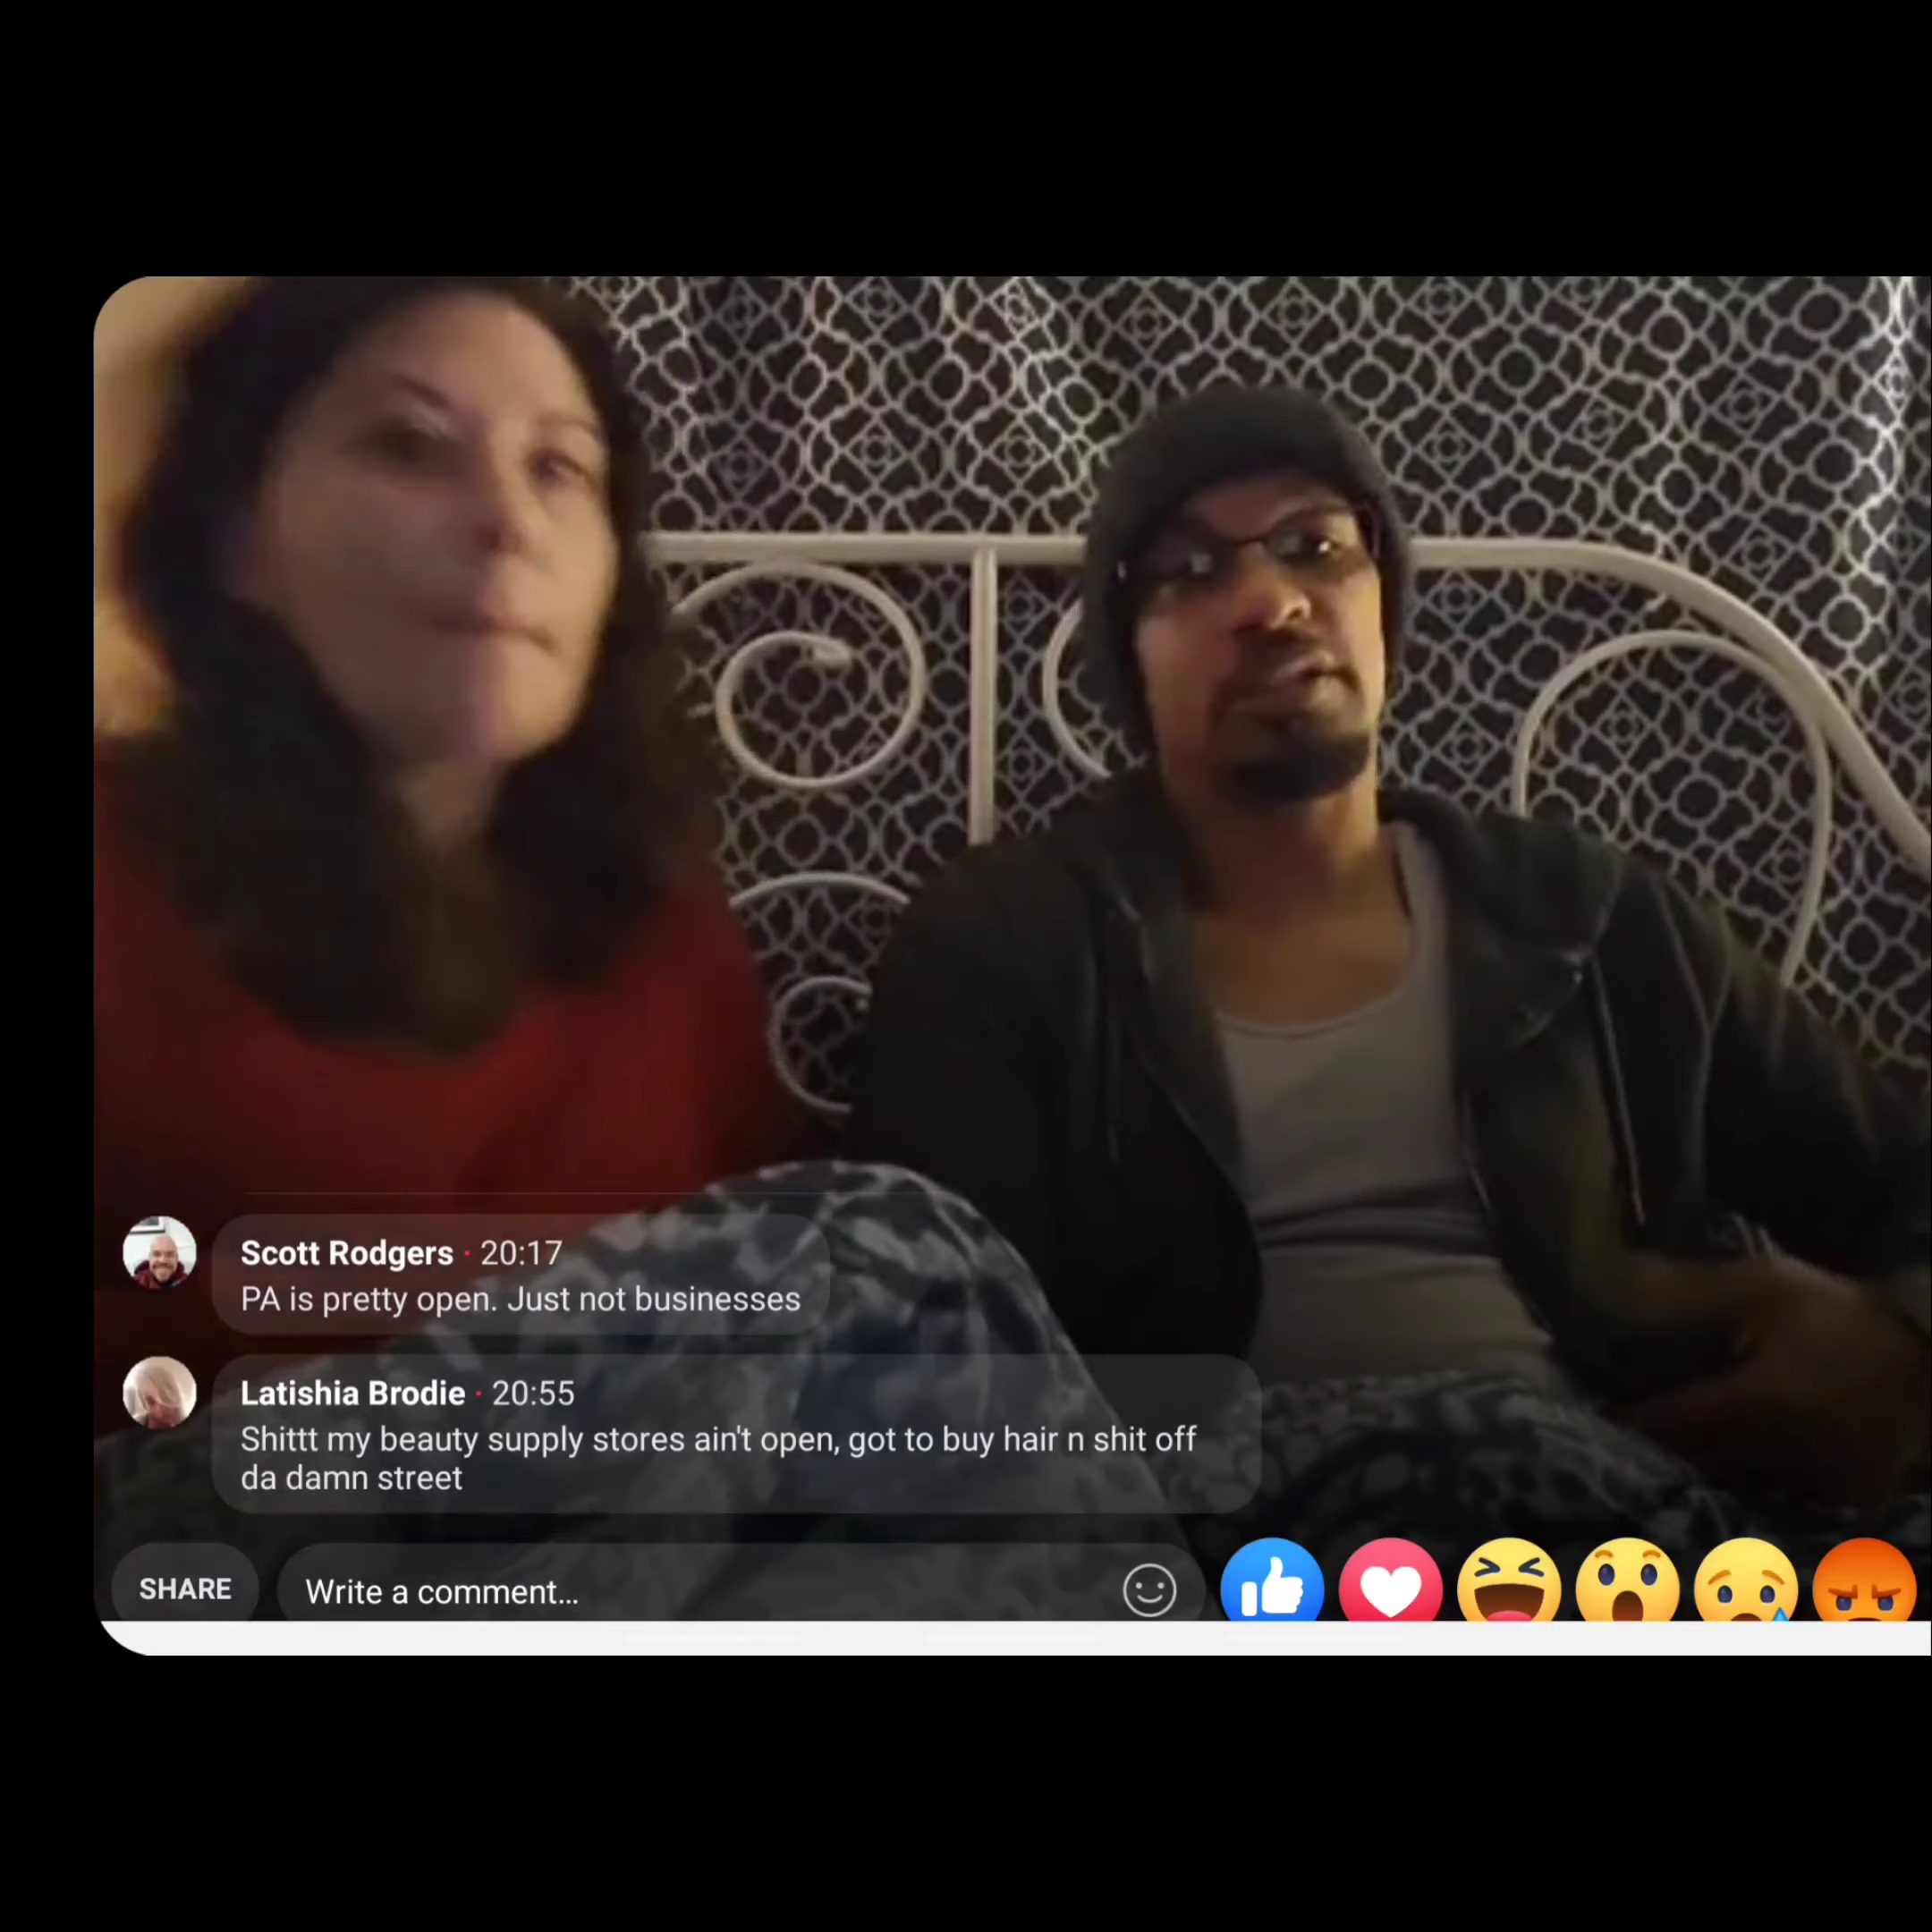 Scott Rodgers · 20:17
PA is pretty open. Just not businesses
Latishia Brodie · 20:55
Shittt my beauty supply stores ain't open, got to buy hair n shit off
da damn street
SHARE
Write a comment...